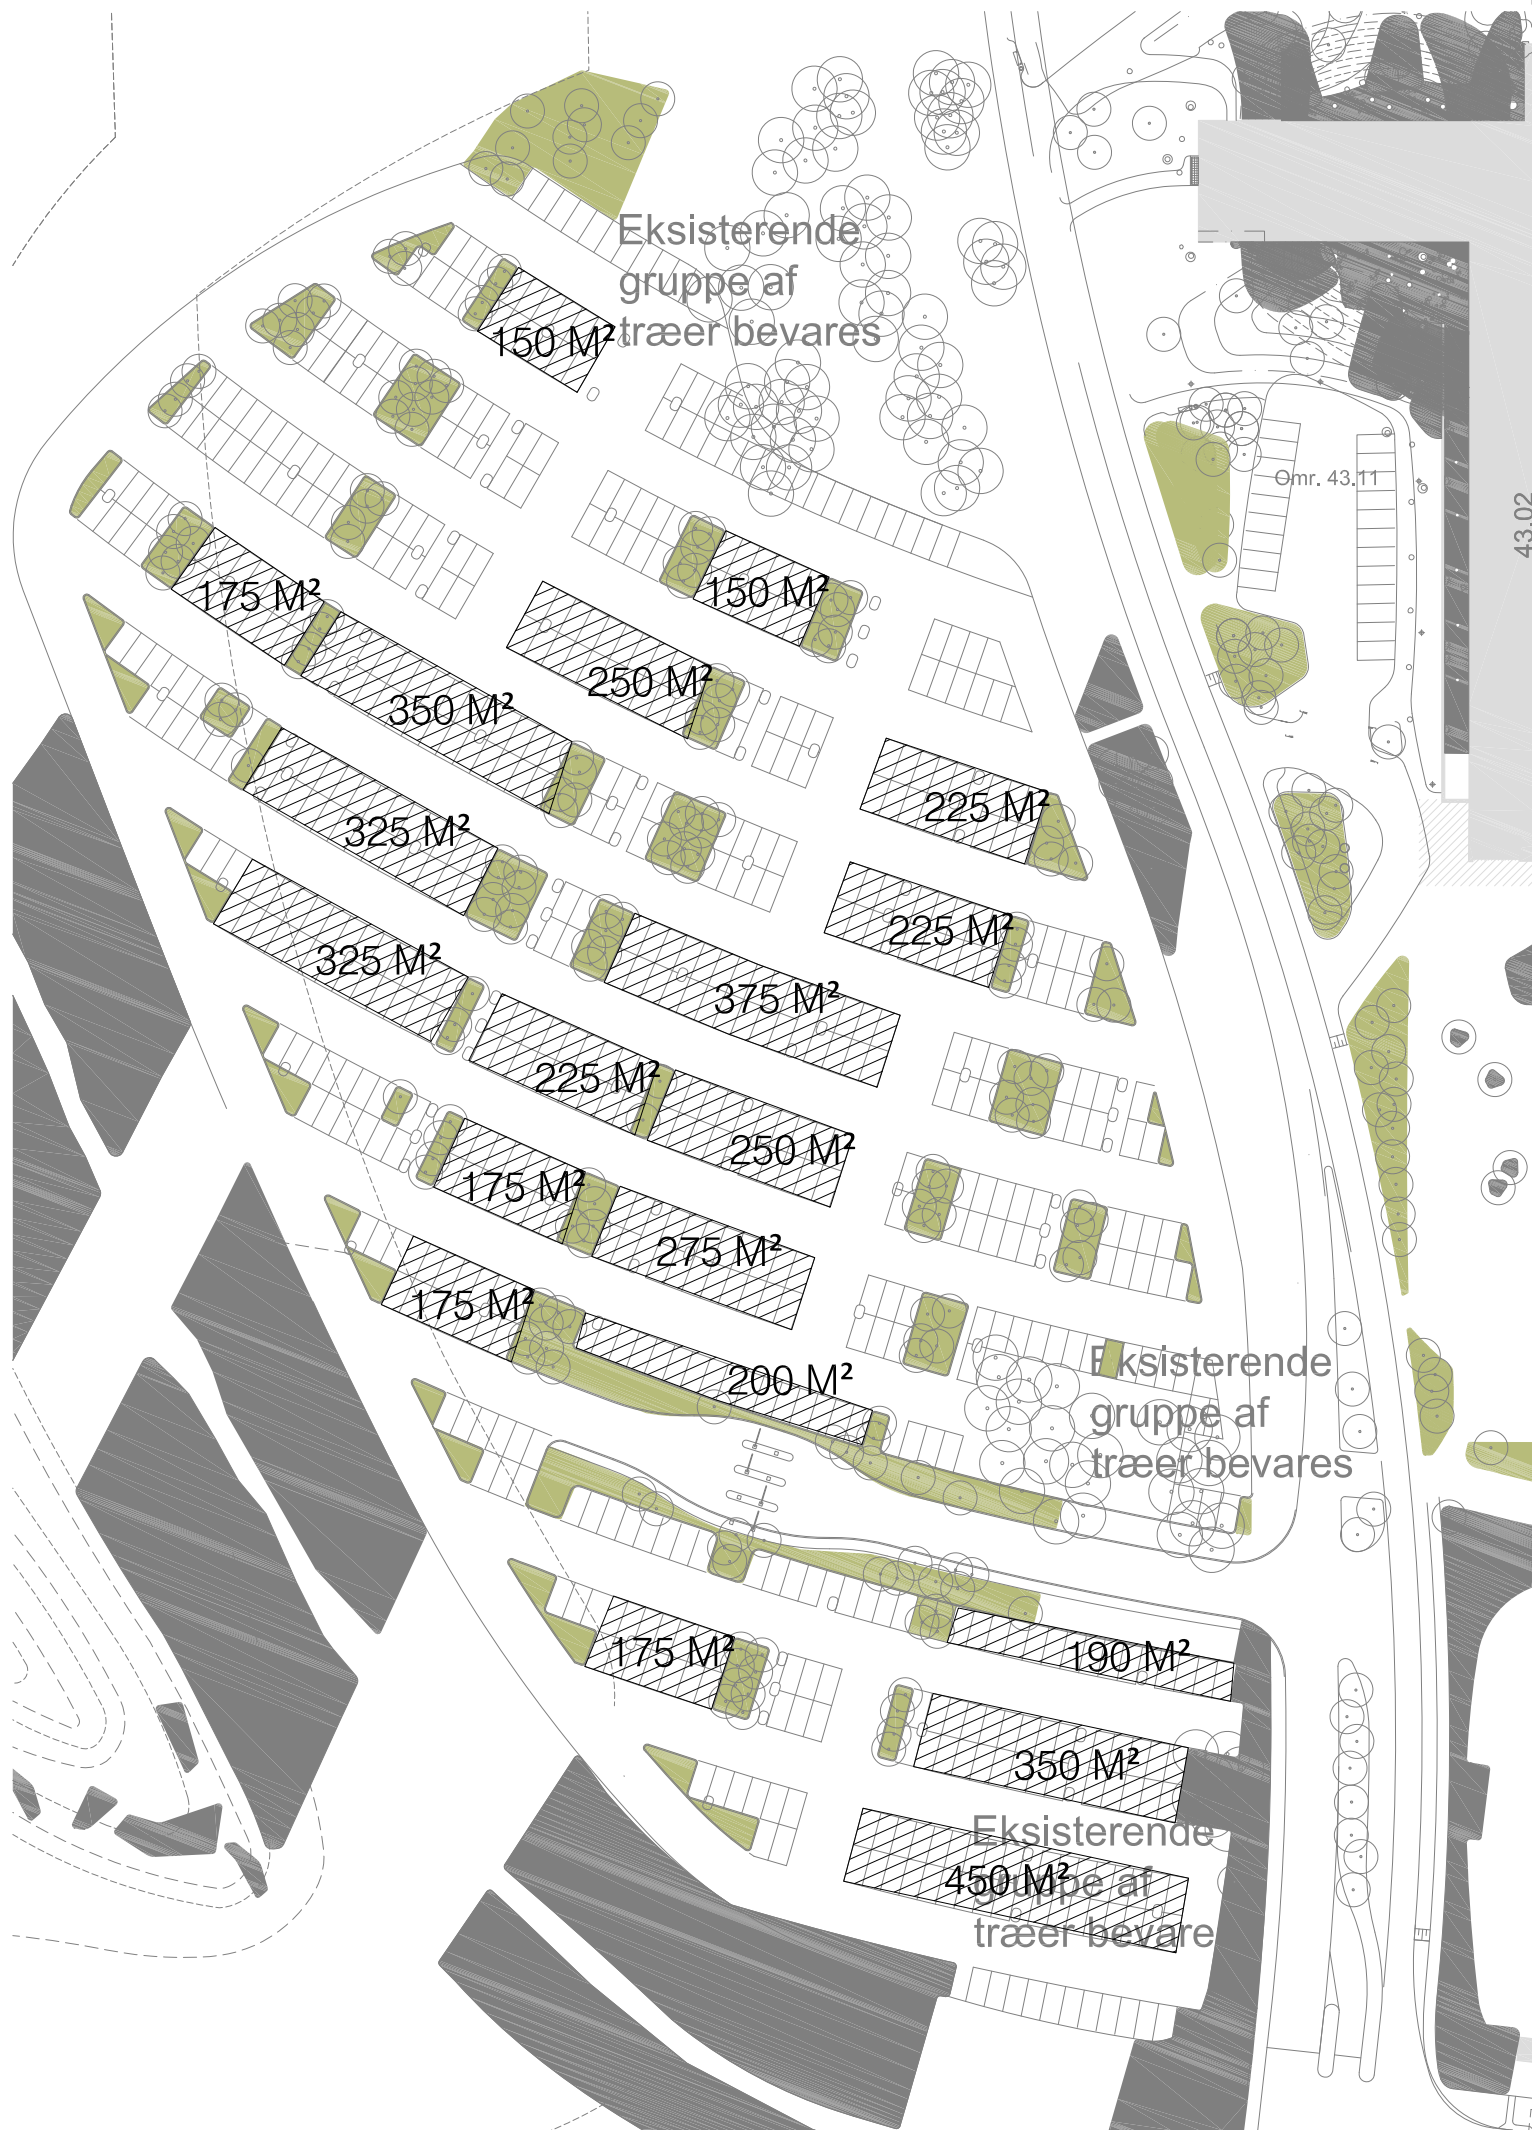 Eksisterende
gruppe af
træer bevares
150 M²
Omr. 43.11
43.02
175 M²
150 M²
250 M²
350 M²
225 M²
325 M²
225 M²
325 M²
375 M²
225 M²
250 M²
175 M²
275 M²
175 M²
200 M²
Eksisterende
gruppe af
træer bevares
175 M²
190 M²
350 M²
Eksisterende
450 M²
gruppe af
træer bevare